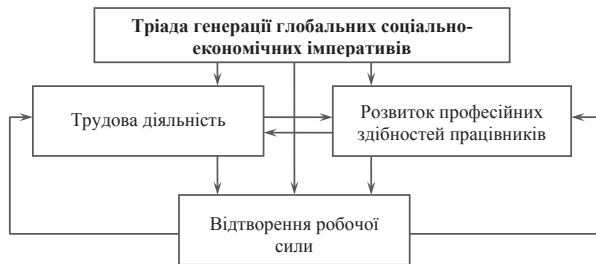 Тріада генерації глобальних соціально-
економічних імперативів
Трудова діяльність
Розвиток професійних
здібностей працівників
Відтворення робочої
сили